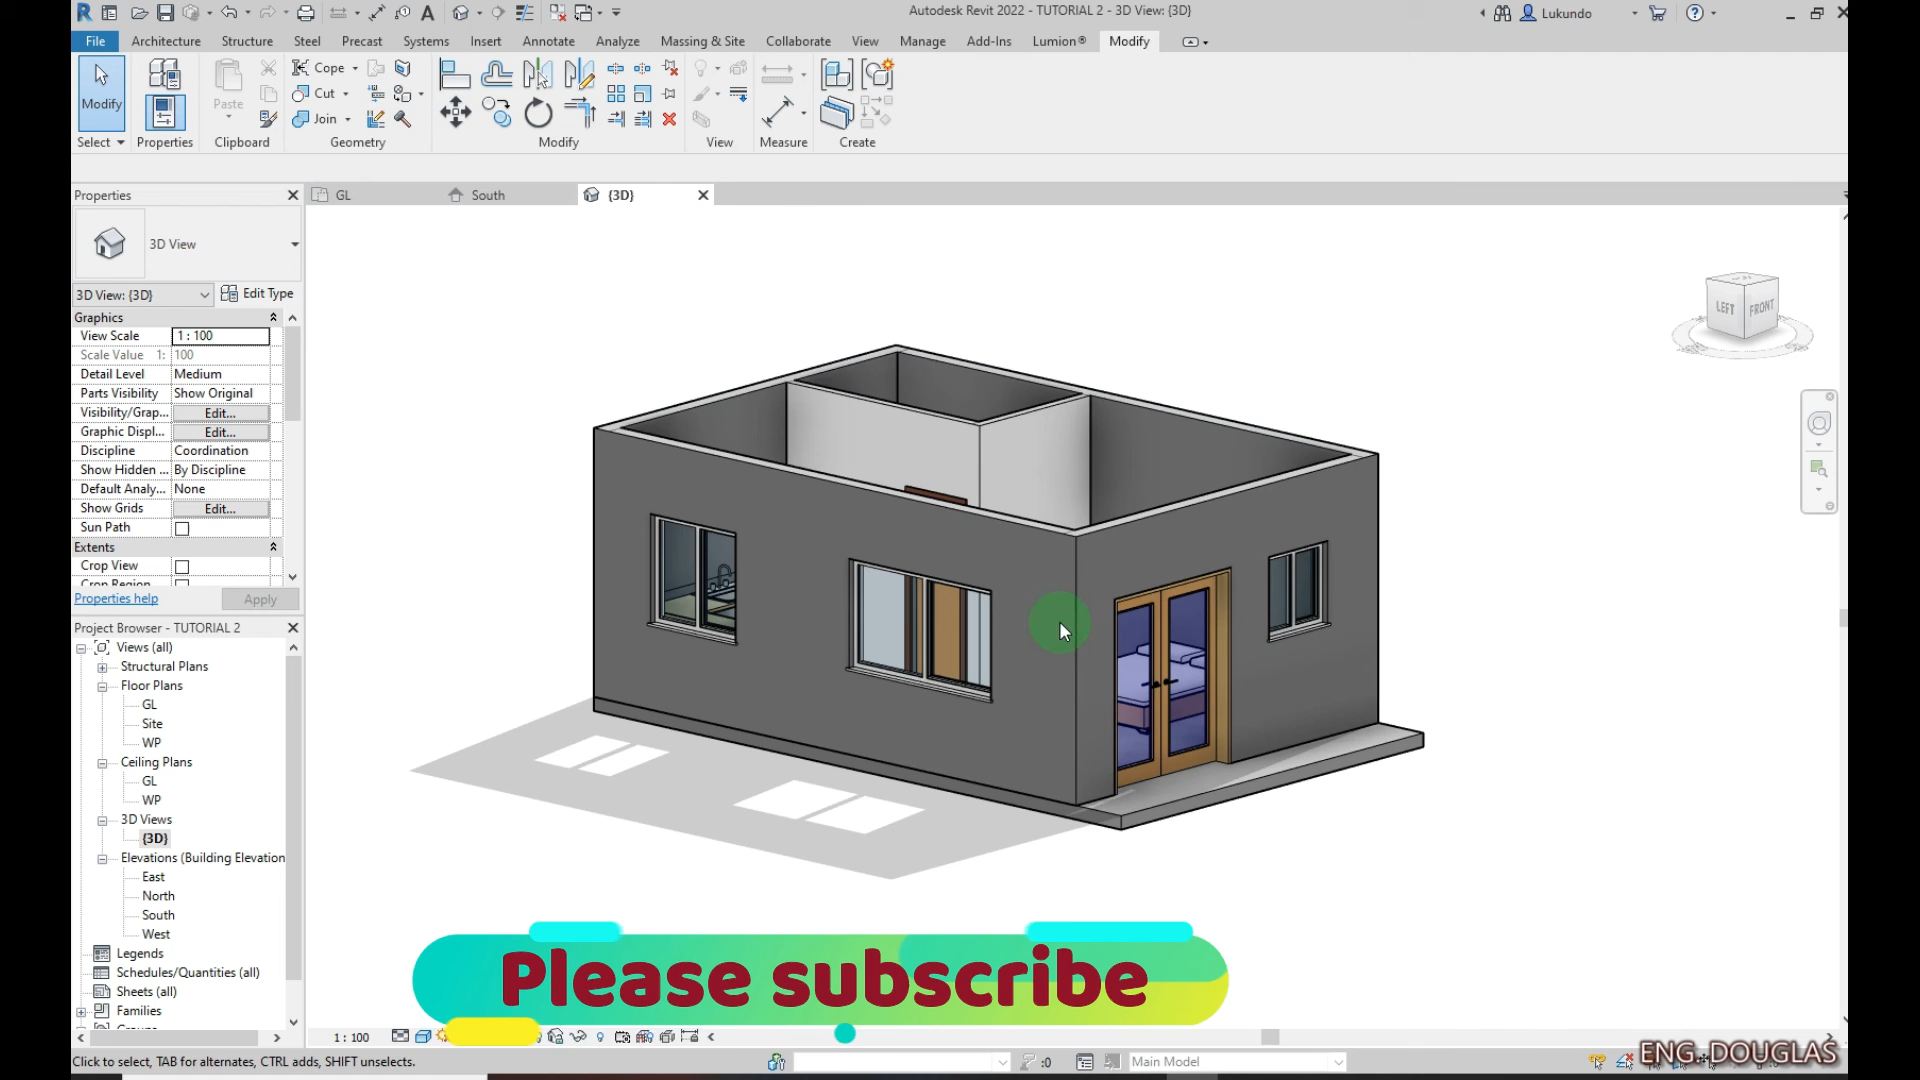 Autodesk Revit 2022 - TUTORIAL 2 - 3D View: {3D}
Lukundo
File Architecture Structure Steel Precast Systems Insert Annotate Analyze Massing & Site Collaborate View Manage Add-Ins Lumion® Modify
Modify
Paste
Cope
Cut
Join
Select Properties Clipboard Geometry Modify View Measure Create
Properties
GL
South
{3D}
3D View
3D View: {3D}
Edit Type
Graphics
View Scale 1 : 100
Scale Value 1: 100
Detail Level Medium
Parts Visibility Show Original
Visibility/Grap... Edit...
Graphic Displ... Edit...
Discipline Coordination
Show Hidden ... By Discipline
Default Analy... None
Show Grids Edit...
Sun Path
Extents
Crop View
Crop Region
Properties help
Apply
LEFT
FRONT
Project Browser - TUTORIAL 2
Views (all)
Structural Plans
Floor Plans
GL
Site
WP
Ceiling Plans
GL
WP
3D Views
{3D}
Elevations (Building Elevation
East
North
South
West
Legends
Schedules/Quantities (all)
Sheets (all)
Families
Please subscribe
1 : 100
Click to select, TAB for alternates, CTRL adds, SHIFT unselects.
:0
Main Model
ENG. DOUGLAS